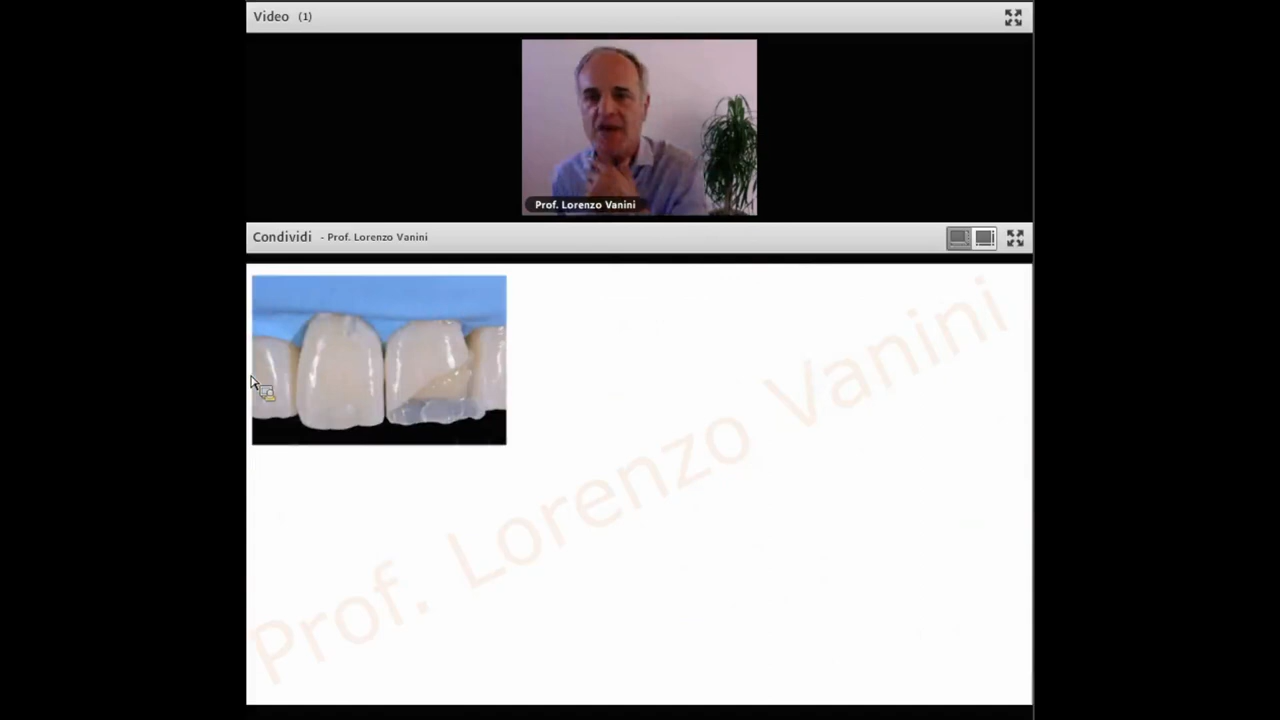 Video (1)
Prof. Lorenzo Vanini
Condividi - Prof. Lorenzo Vanini
Prof. Lorenzo Vanini